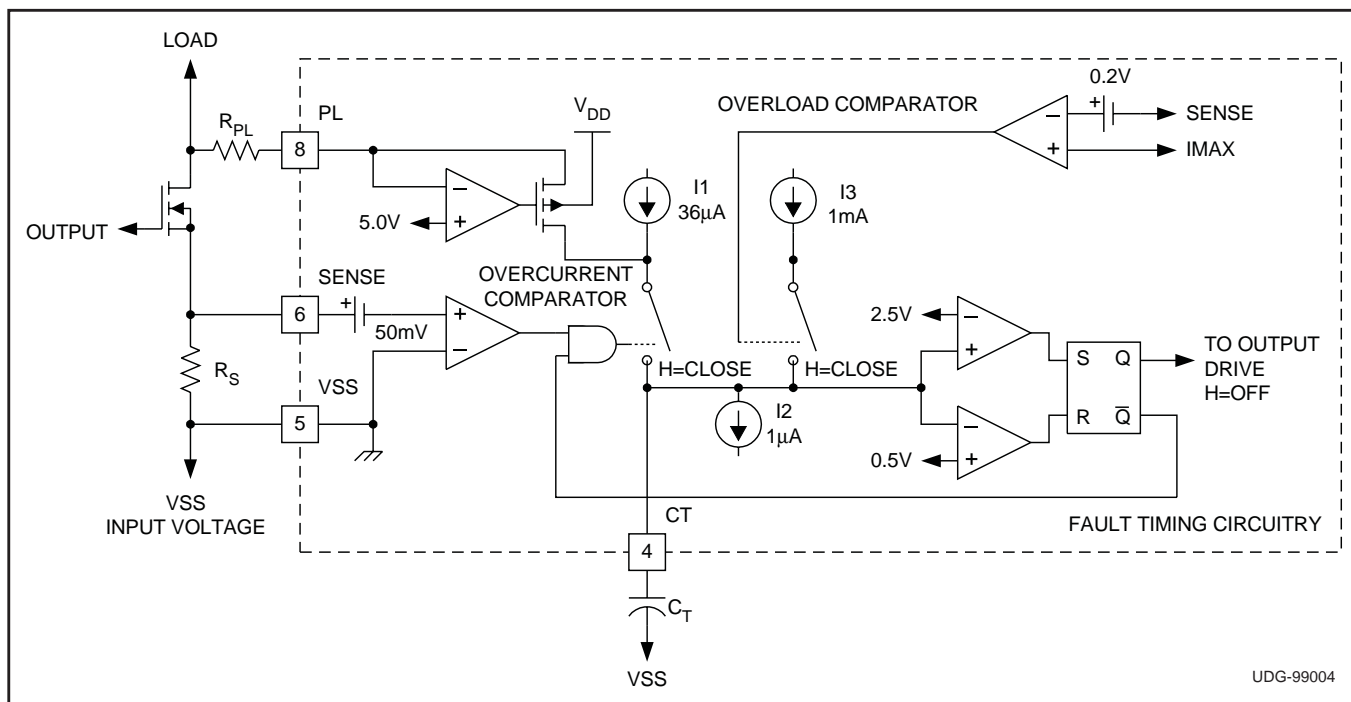 LOAD
R_PL
PL
8
V_DD
OVERLOAD COMPARATOR
0.2V
+
−
SENSE
+
IMAX
I1
36μA
I3
1mA
−
5.0V
+
OUTPUT
OVERCURRENT
COMPARATOR
SENSE
6
+
50mV
+
−
H=CLOSE
H=CLOSE
2.5V
−
+
S Q
R Q̅
TO OUTPUT
DRIVE
H=OFF
R_S
VSS
5
I2
1μA
−
0.5V
+
VSS
INPUT VOLTAGE
CT
4
FAULT TIMING CIRCUITRY
C_T
VSS
UDG-99004